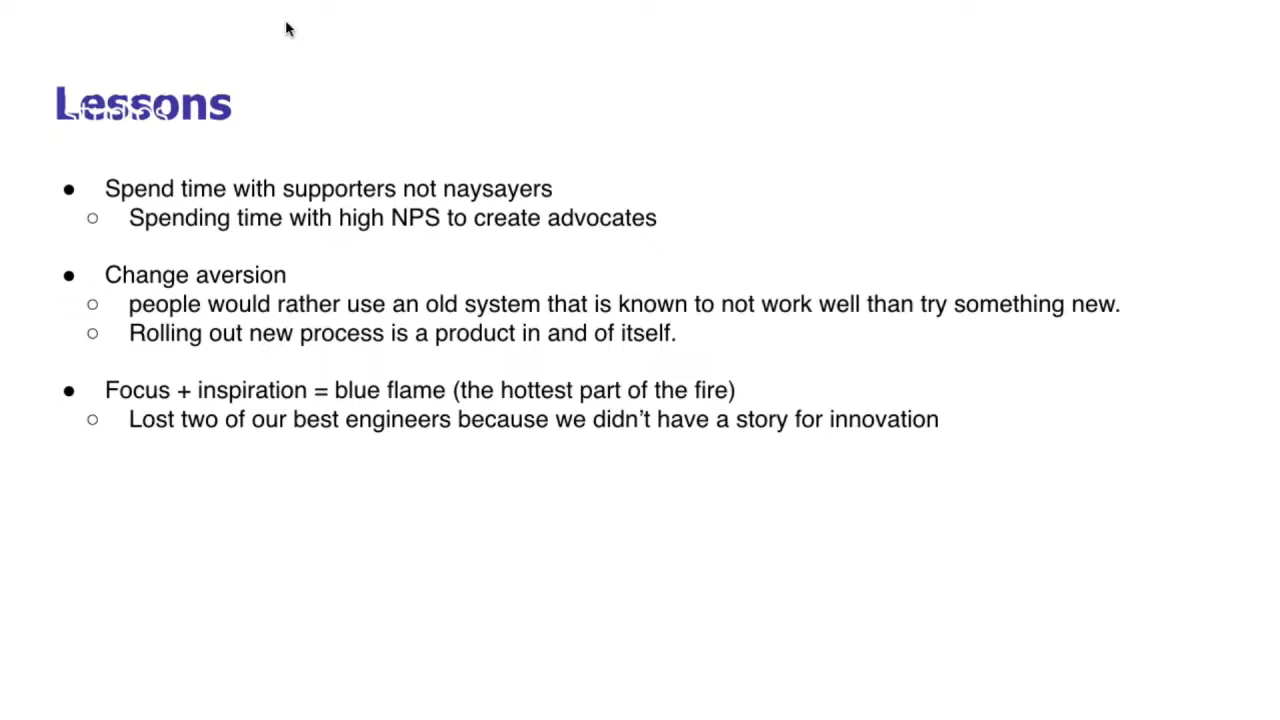 Lessons
● Spend time with supporters not naysayers
○ Spending time with high NPS to create advocates
● Change aversion
○ people would rather use an old system that is known to not work well than try something new.
○ Rolling out new process is a product in and of itself.
● Focus + inspiration = blue flame (the hottest part of the fire)
○ Lost two of our best engineers because we didn’t have a story for innovation